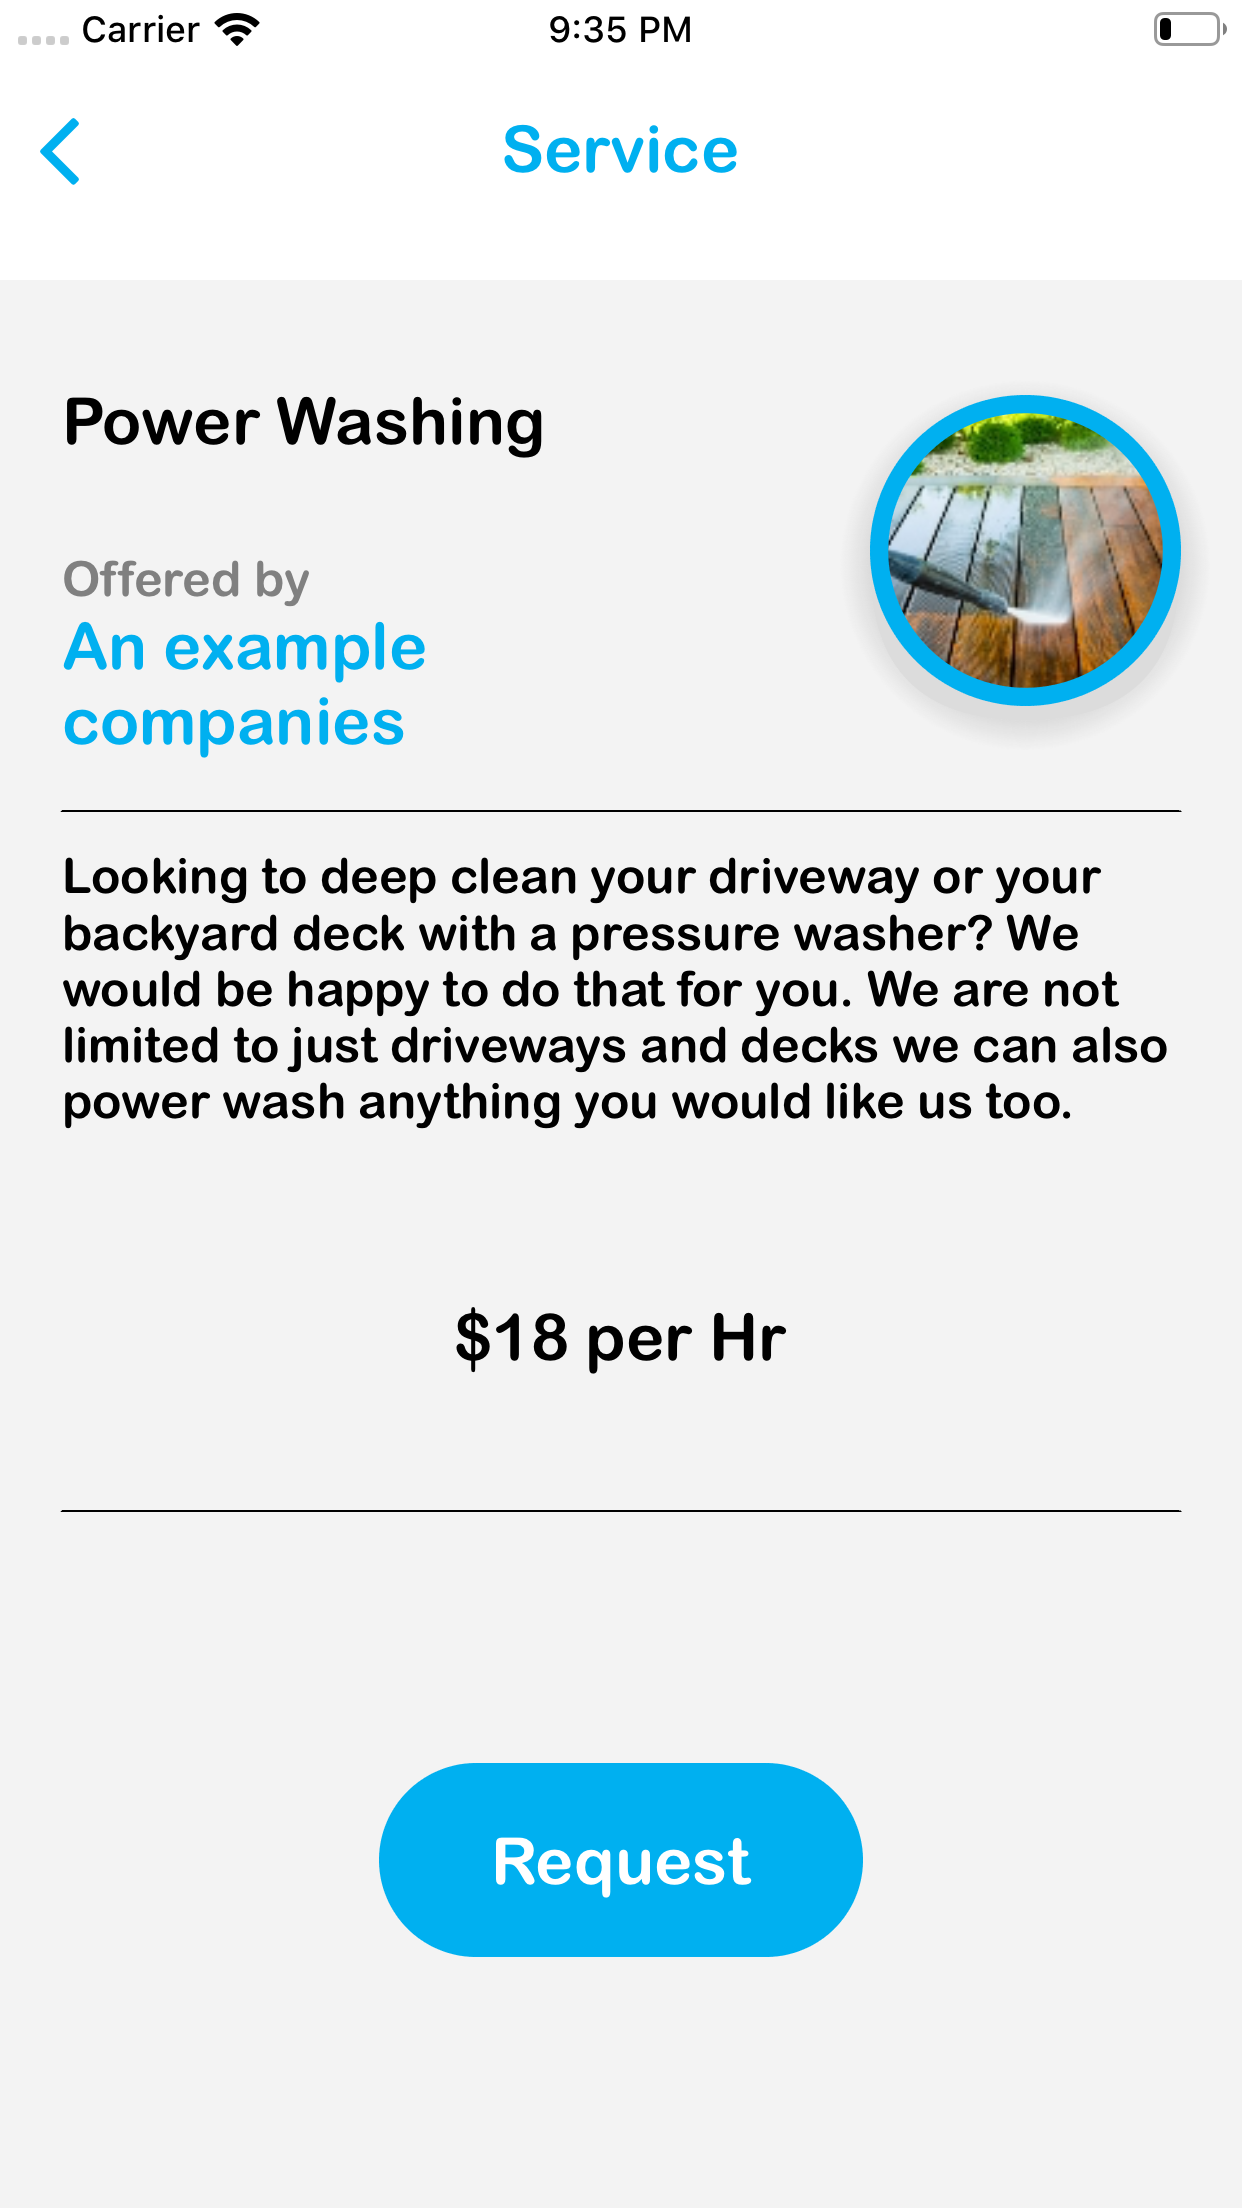 Carrier 9:35 PM
Service
Power Washing
Offered by
An example
companies
Looking to deep clean your driveway or your
backyard deck with a pressure washer? We
would be happy to do that for you. We are not
limited to just driveways and decks we can also
power wash anything you would like us too.
$18 per Hr
Request